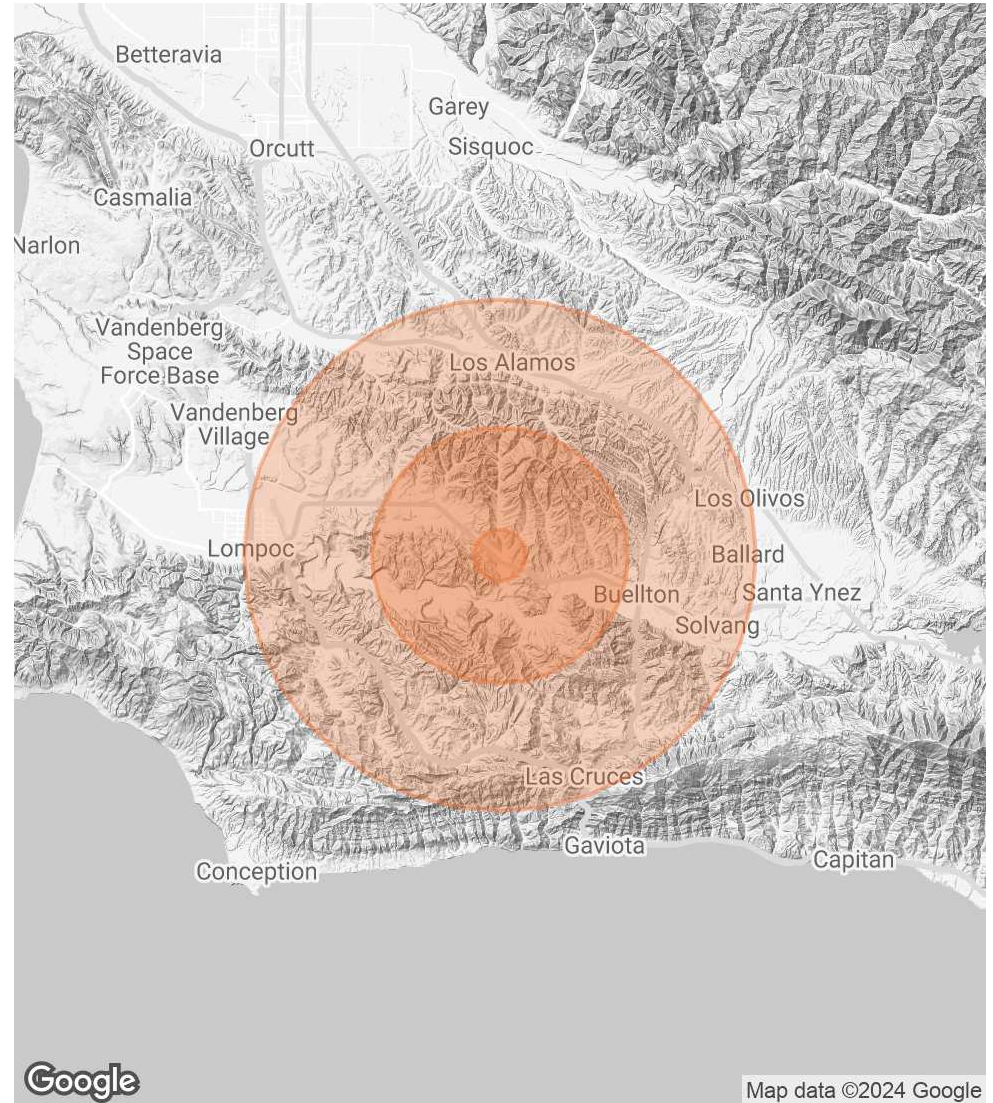 Betteravia
Garey
Orcutt
Sisquoc
Casmalia
Narlon
Vandenberg
Space
Force Base
Los Alamos
Vandenberg
Village
Los Olivos
Lompoc
Ballard
Buellton
Santa Ynez
Solvang
Las Cruces
Gaviota
Capitan
Conception
Google
Map data ©2024 Google